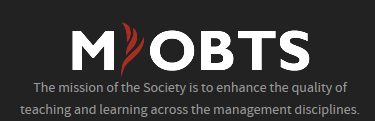 MOBTS
The mission of the Society is to enhance the quality of
teaching and learning across the management disciplines.